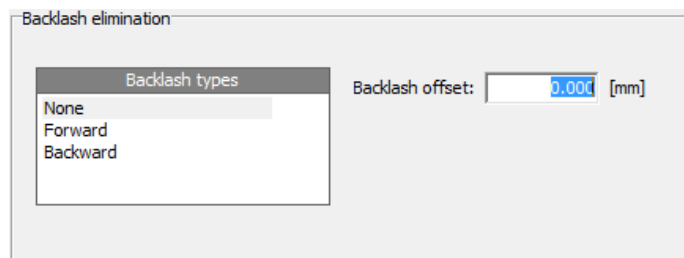 Backlash elimination
Backlash types
None
Forward
Backward
Backlash offset: 0.000 [mm]